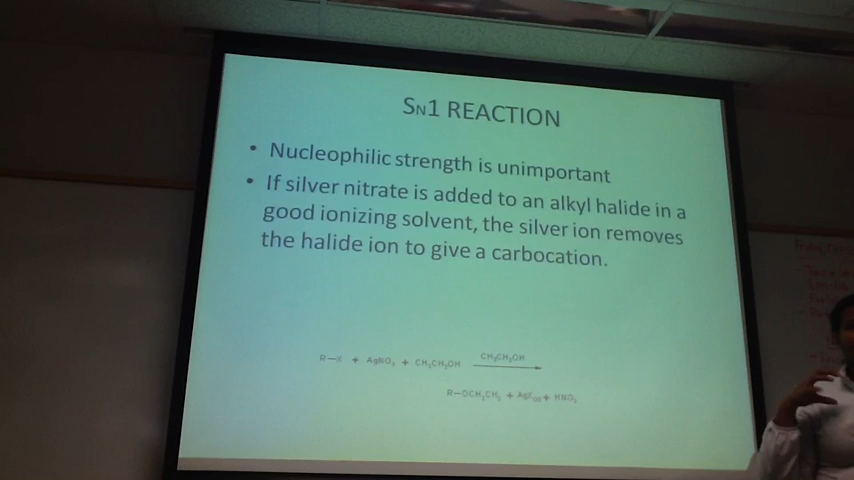 SN1 REACTION
• Nucleophilic strength is unimportant
• If silver nitrate is added to an alkyl halide in a
good ionizing solvent, the silver ion removes
the halide ion to give a carbocation.
R—X + AgNO3 + CH3CH2OH
CH3CH2OH
R—OCH2CH3 + + HNO3